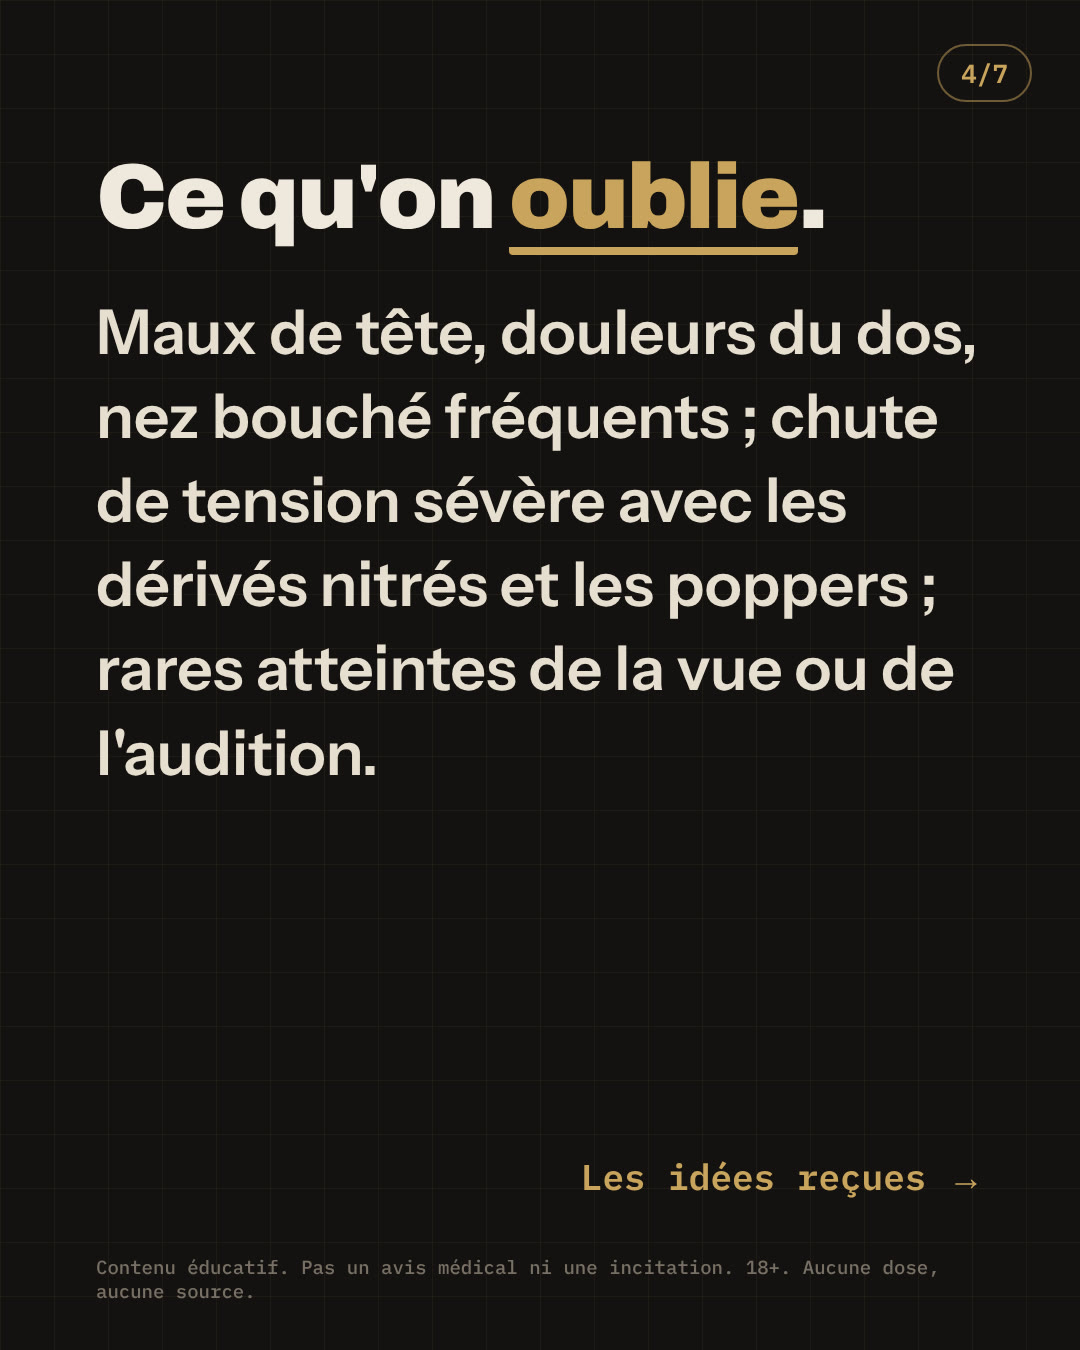 4/7
Ce qu'on oublie.
Maux de tête, douleurs du dos,
nez bouché fréquents ; chute
de tension sévère avec les
dérivés nitrés et les poppers ;
rares atteintes de la vue ou de
l'audition.
Les idées reçues →
Contenu éducatif. Pas un avis médical ni une incitation. 18+. Aucune dose,
aucune source.